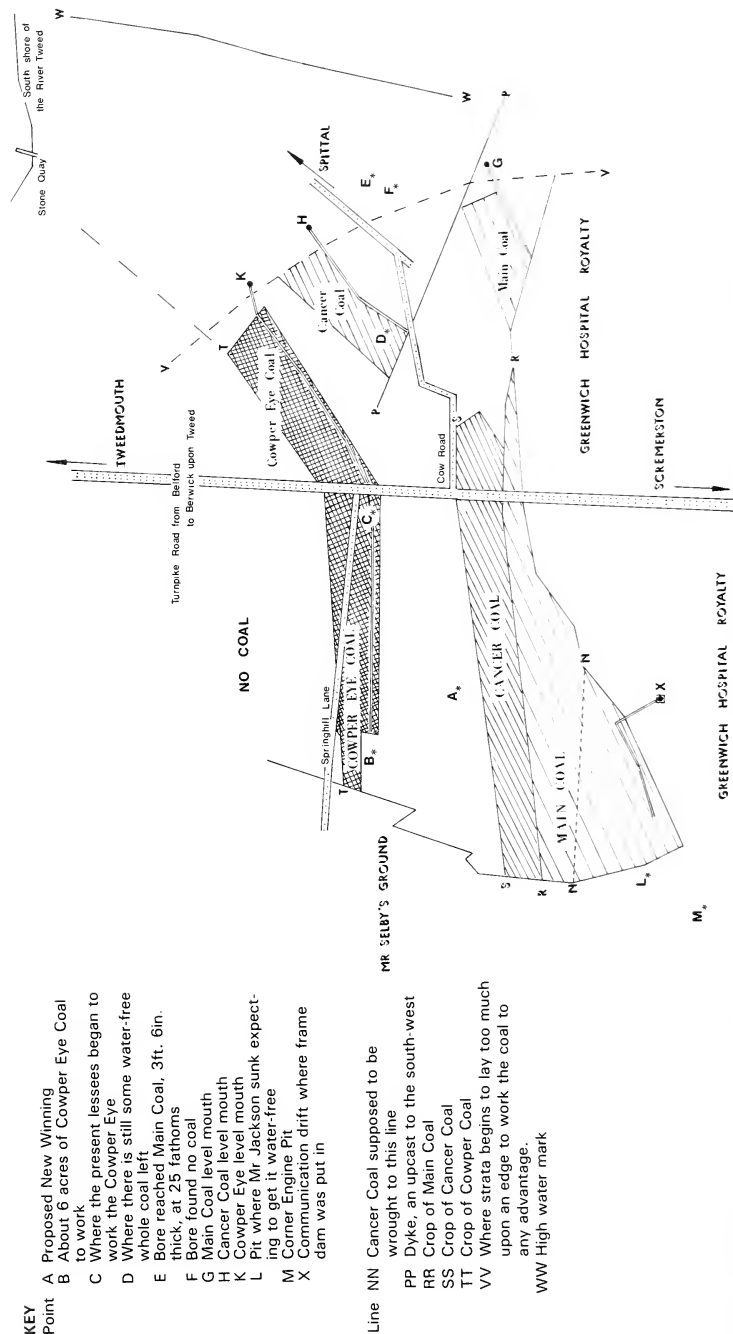 KEY
Point A Proposed New Winning
B About 6 acres of Cowper Eye Coal
to work
C Where the present lessees began to
work the Cowper Eye
D Where there is still some water-free
whole coal left
E Bore reached Main Coal, 3ft. 6in.
thick, at 25 fathoms
F Bore found no coal
G Main Coal level mouth
H Cancer Coal level mouth
K Cowper Eye level mouth
L Pit where Mr Jackson sunk expect-
ing to get it water-free
M Corner Engine Pit
X Communication drift where frame
dam was put in
Line NN Cancer Coal supposed to be
wrought to this line
PP Dyke, an upcast to the south-west
RR Crop of Main Coal
SS Crop of Cancer Coal
TT Crop of Cowper Coal
VV Where strata begins to lay too much
upon an edge to work the coal to
any advantage.
WW High water mark
Stone Quay
South shore of
the River Tweed
W
W
TWEEDMOUTH
Turnpike Road from Belford
to Berwick upon Tweed
NO COAL
Springhill Lane
V
T
K
H
SPITTAL
E*
F*
Cowper Eye Coal
Cancer
Coal
D*
P
P
G
V
Main Coal
T
COWPER EYE COAL
B*
C*
Cow Road
S
R
GREENWICH HOSPITAL ROYALTY
MR SELBY'S GROUND
A*
CANCER COAL
MAIN COAL
S
R
N
N
L*
M*
X
SCREMERSTON
GREENWICH HOSPITAL ROYALTY